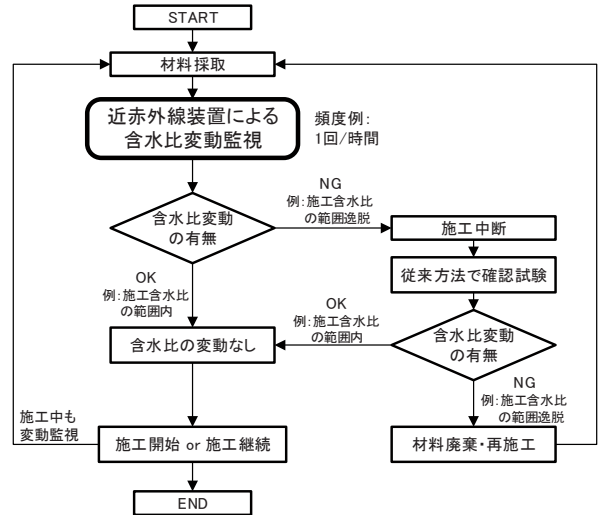 START
材料採取
近赤外線装置による
含水比変動監視
頻度例:
1回/時間
含水比変動
の有無
NG
例:施工含水比
の範囲逸脱
施工中断
従来方法で確認試験
OK
例:施工含水比
の範囲内
OK
例:施工含水比
の範囲内
含水比変動
の有無
含水比の変動なし
NG
例:施工含水比
の範囲逸脱
施工中も
変動監視
施工開始 or 施工継続
材料廃棄・再施工
END